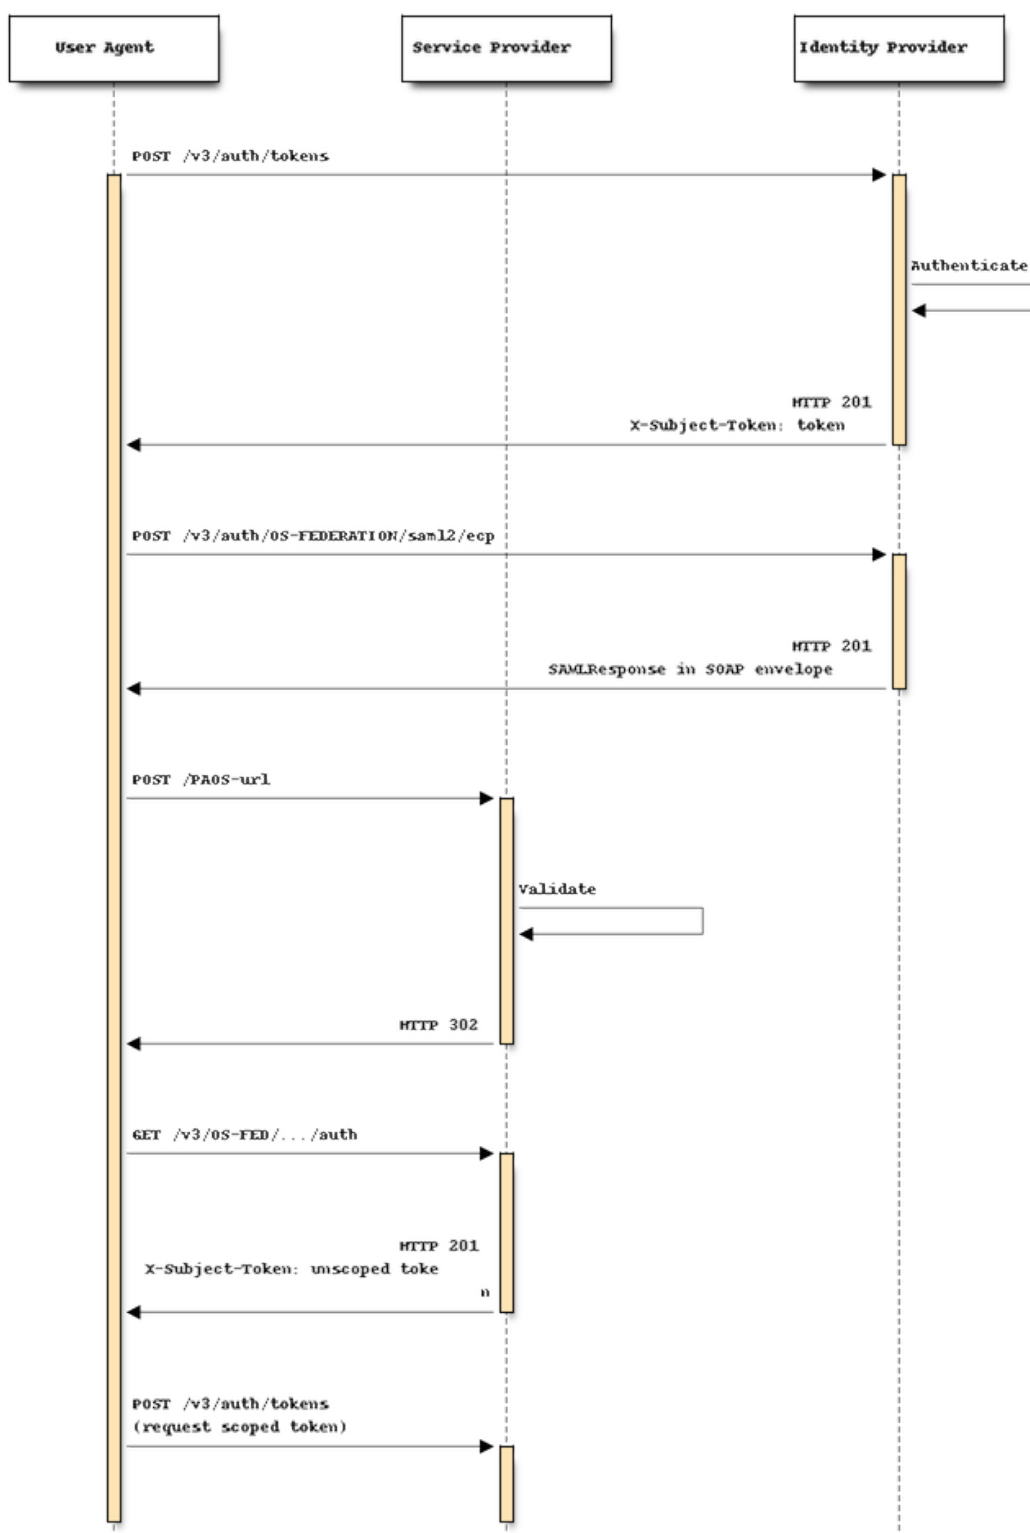 User Agent
Service Provider
Identity Provider
POST /v3/auth/tokens
Authenticate
HTTP 201
X-Subject-Token: token
POST /v3/auth/OS-FEDERATION/saml2/ecp
HTTP 201
SAMLResponse in SOAP envelope
POST /PAOS-url
Validate
HTTP 302
GET /v3/OS-FED/.../auth
HTTP 201
X-Subject-Token: unscoped toke
n
POST /v3/auth/tokens
(request scoped token)